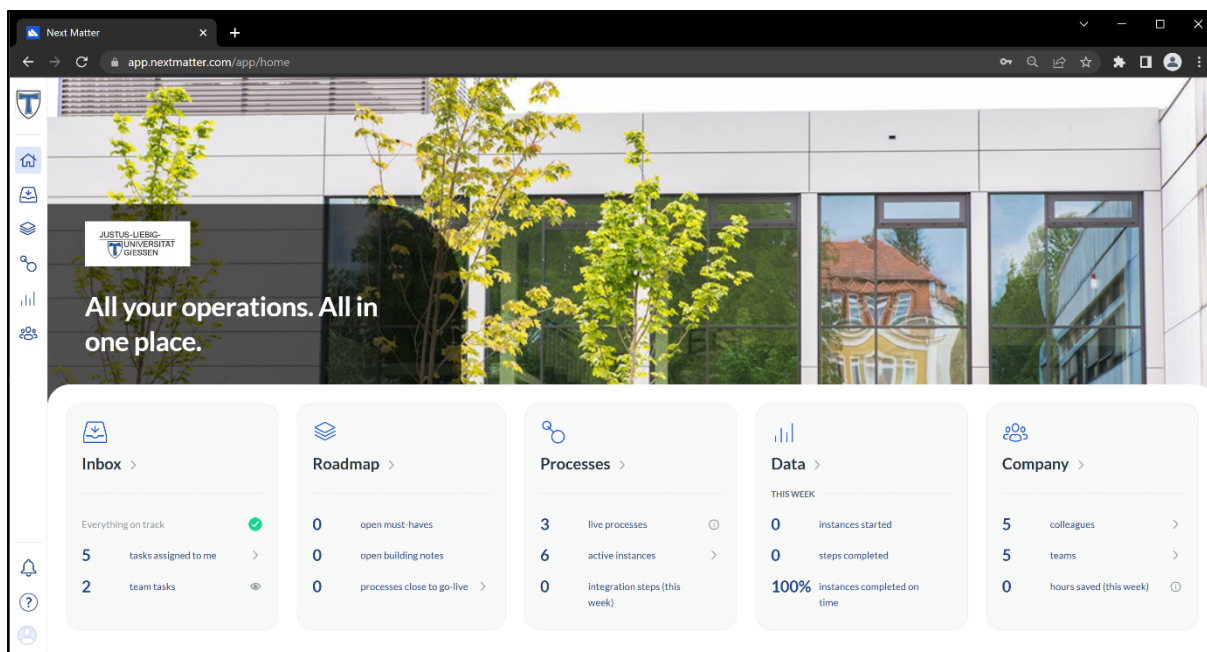 Next Matter
app.nextmatter.com/app/home
JUSTUS-LIEBIG-
UNIVERSITÄT
GIESSEN
All your operations. All in
one place.
Inbox
Everything on track
5 tasks assigned to me
2 team tasks
Roadmap
0 open must-haves
0 open building notes
0 processes close to go-live
Processes
3 live processes
6 active instances
0 integration steps (this
week)
Data
THIS WEEK
0 instances started
0 steps completed
100% instances completed on
time
Company
5 colleagues
5 teams
0 hours saved (this week)